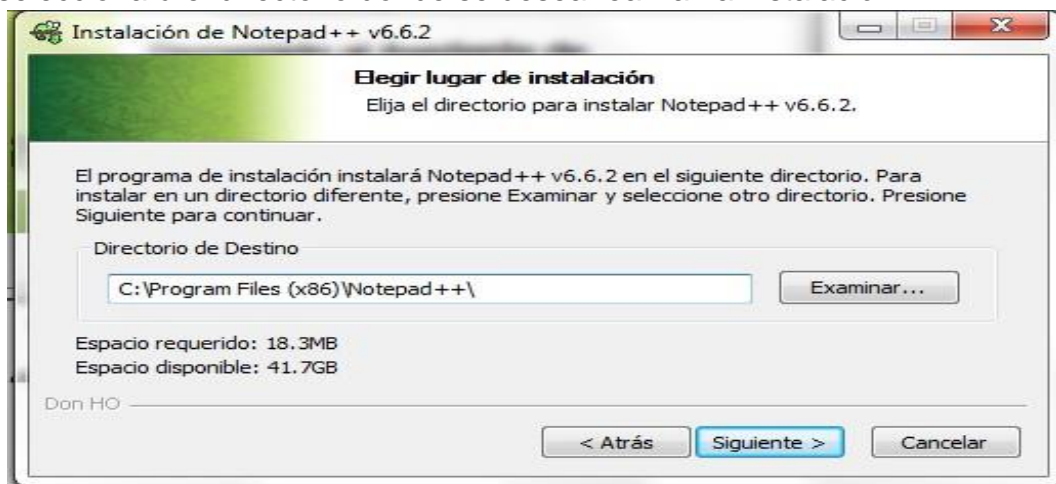 Instalación de Notepad++ v6.6.2
Elegir lugar de instalación
Elija el directorio para instalar Notepad++ v6.6.2.
El programa de instalación instalará Notepad++ v6.6.2 en el siguiente directorio. Para
instalar en un directorio diferente, presione Examinar y seleccione otro directorio. Presione
Siguiente para continuar.
Directorio de Destino
C:\Program Files (x86)\Notepad++\
Examinar...
Espacio requerido: 18.3MB
Espacio disponible: 41.7GB
Don HO
< Atrás
Siguiente >
Cancelar